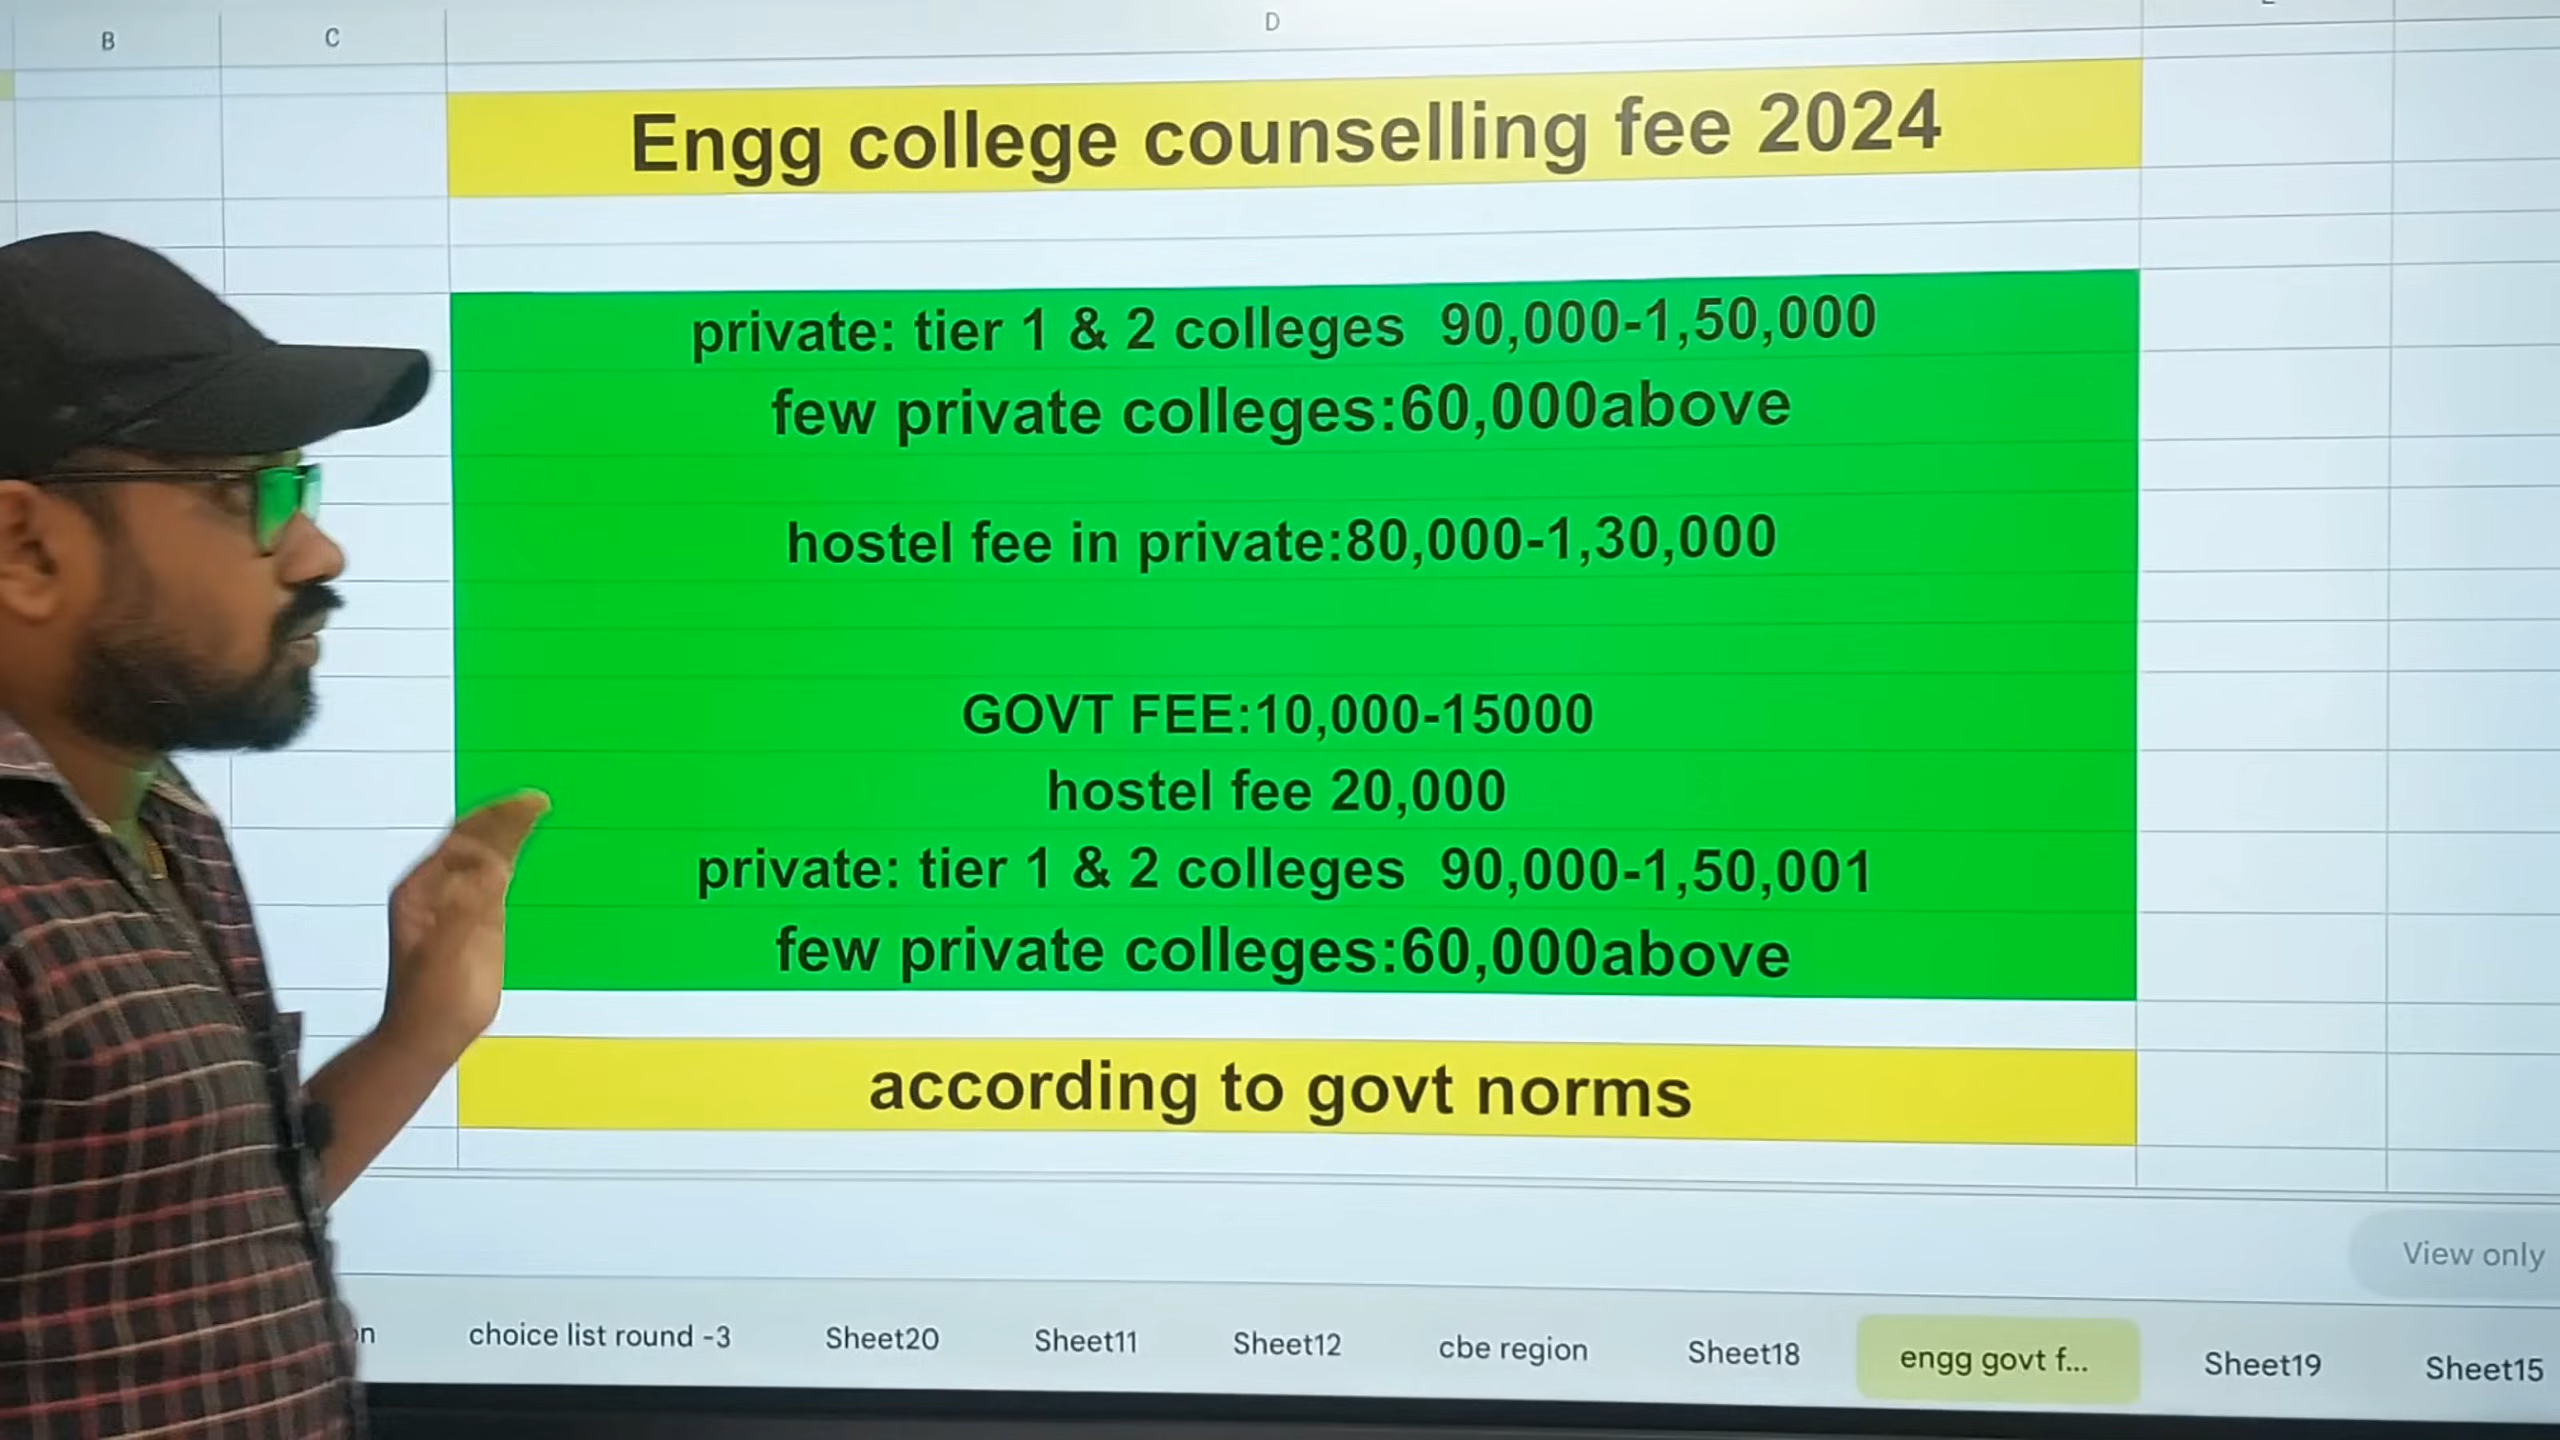 B C D
Engg college counselling fee 2024
private: tier 1 & 2 colleges 90,000-1,50,000
few private colleges:60,000above
hostel fee in private:80,000-1,30,000
GOVT FEE:10,000-15000
hostel fee 20,000
private: tier 1 & 2 colleges 90,000-1,50,001
few private colleges:60,000above
according to govt norms
View only
on choice list round -3 Sheet20 Sheet11 Sheet12 cbe region Sheet18 engg govt f... Sheet19 Sheet15